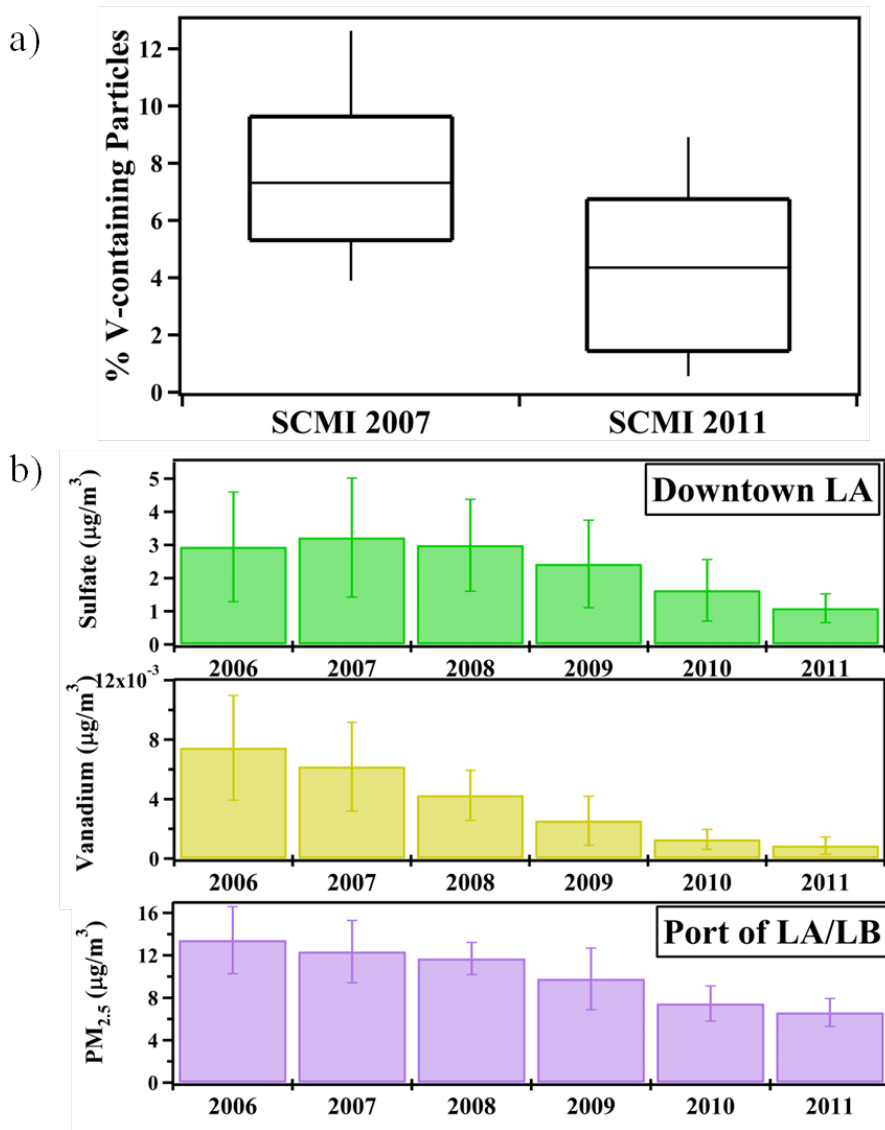 a)
% V-containing Particles
12
10
8
6
4
2
0
SCMI 2007 SCMI 2011
b)
Downtown LA
Sulfate (μg/m³)
5
4
3
2
1
0
2006 2007 2008 2009 2010 2011
Vanadium (μg/m³)
12x10⁻³
8
4
0
2006 2007 2008 2009 2010 2011
Port of LA/LB
PM₂.₅ (μg/m³)
16
12
8
4
0
2006 2007 2008 2009 2010 2011